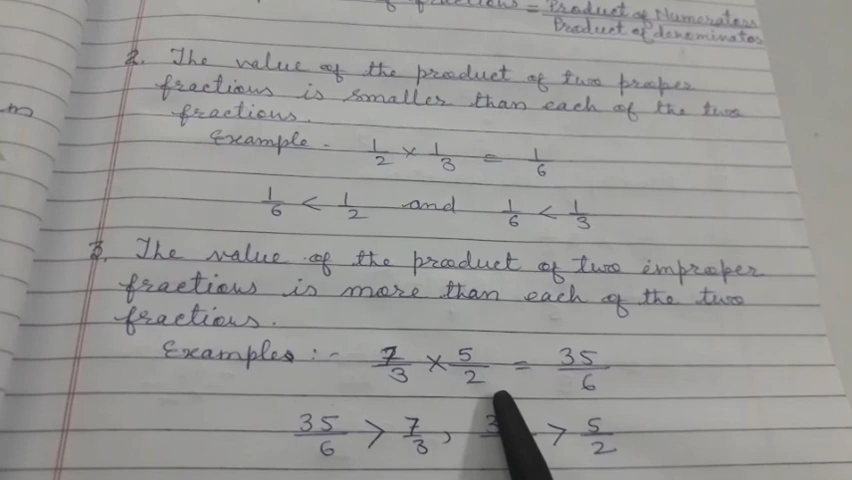 of fractions = Product of Numerators
Product of denominator
2. The value of the product of two proper
fractions is smaller than each of the two
fractions.
Example - 1/2 × 1/3 = 1/6
1/6 < 1/2 and 1/6 < 1/3
3. The value of the product of two improper
fractions is more than each of the two
fractions.
Examples :- 7/3 × 5/2 = 35/6
35/6 > 7/3, > 5/2